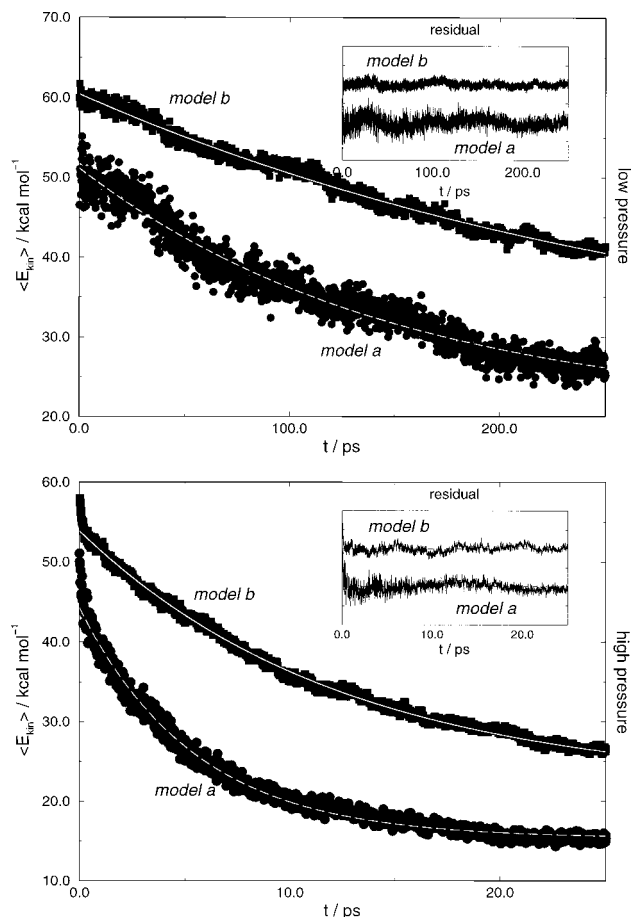 70.0
60.0
50.0
40.0
30.0
20.0
<E_kin> / kcal mol⁻¹
model b
model a
residual
model b
model a
0.0 100.0 200.0
t / ps
low pressure
0.0 100.0 200.0
t / ps
60.0
50.0
40.0
30.0
20.0
10.0
<E_kin> / kcal mol⁻¹
model b
model a
residual
model b
model a
0.0 10.0 20.0
t / ps
high pressure
0.0 10.0 20.0
t / ps